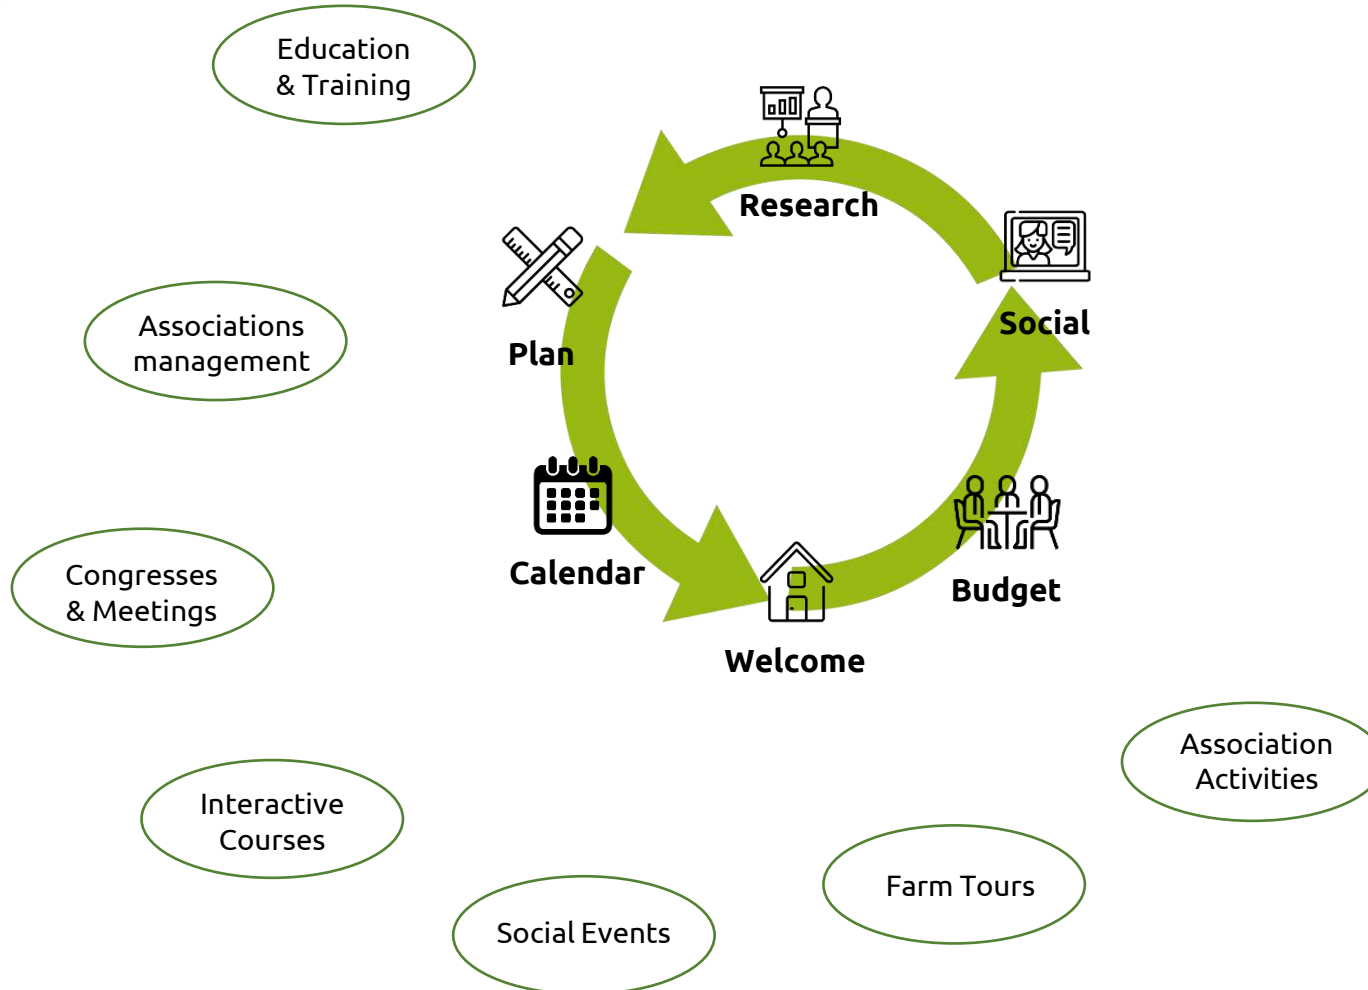 Education
& Training
Research
Social
Associations
management
Plan
Calendar
Congresses
& Meetings
Budget
Welcome
Association
Activities
Interactive
Courses
Farm Tours
Social Events